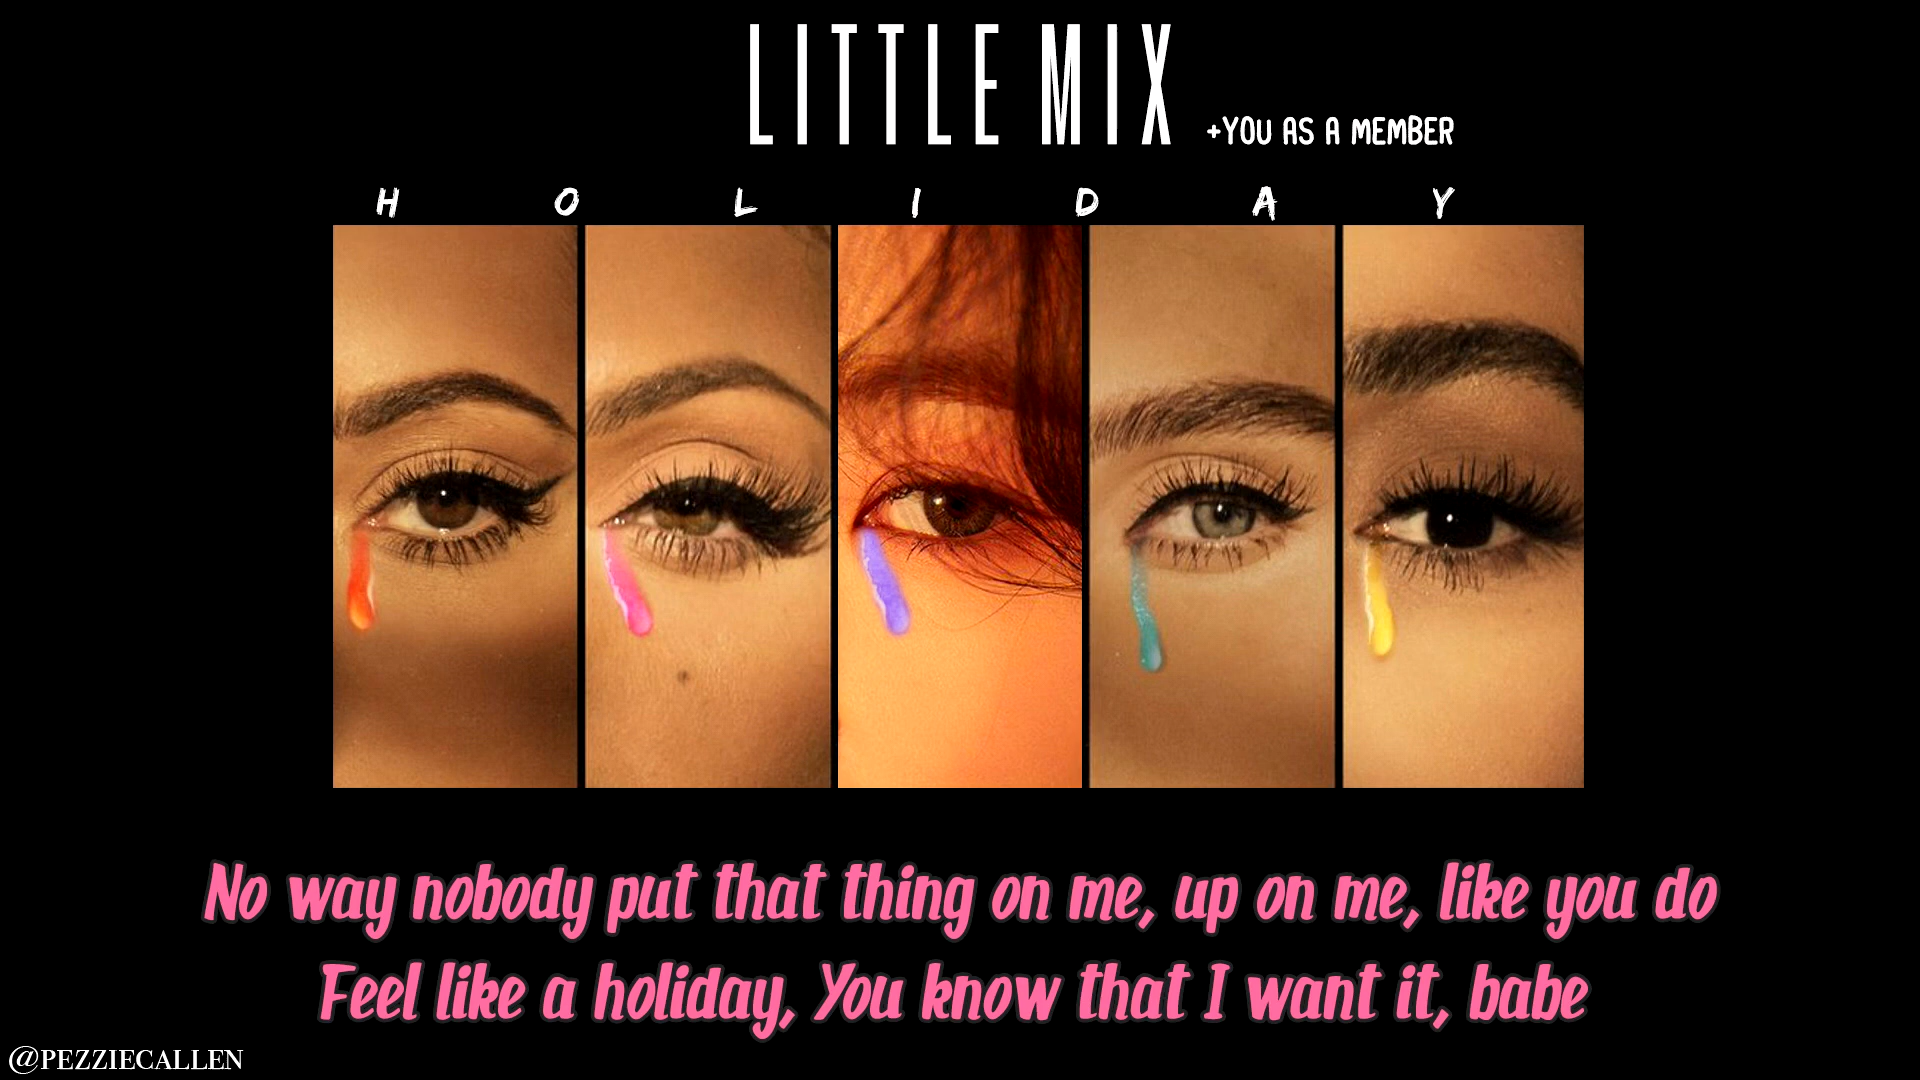 LITTLE MIX +YOU AS A MEMBER
H O L I D A Y
No way nobody put that thing on me, up on me, like you do
Feel like a holiday, You know that I want it, babe
@PEZZIECALLEN